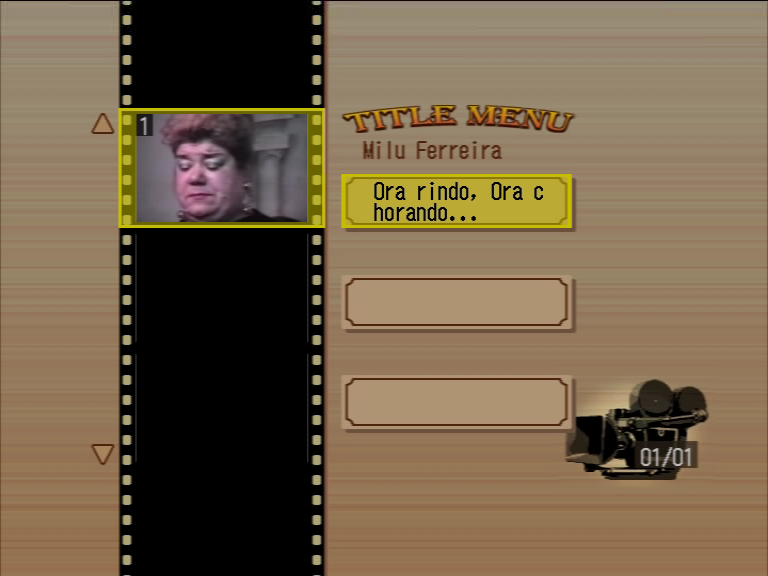 1
TITLE MENU
Milu Ferreira
Ora rindo, Ora c
horando...
01/01